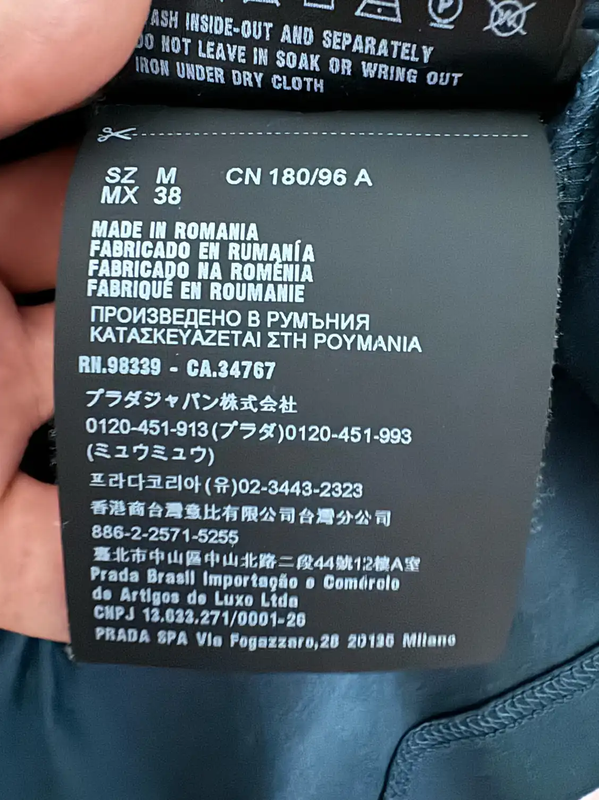 ASH INSIDE-OUT AND SEPARATELY
DO NOT LEAVE IN SOAK OR WRING OUT
IRON UNDER DRY CLOTH
SZ M CN 180/96 A
MX 38
MADE IN ROMANIA
FABRICADO EN RUMANÍA
FABRICADO NA ROMÉNIA
FABRIQUÉ EN ROUMANIE
ПРОИЗВЕДЕНО В РУМЪНИЯ
ΚΑΤΑΣΚΕΥΑΖΕΤΑΙ ΣΤΗ ΡΟΥΜΑΝΙΑ
RN.98339 - CA.34767
プラダジャパン株式会社
0120-451-913(プラダ)0120-451-993
(ミュウミュウ)
프라다코리아(유)02-3443-2323
香港商台灣意比有限公司台灣分公司
886-2-2571-5255
臺北市中山區中山北路二段44號12樓A室
Prada Brasil Importação e Comércio
de Artigos de Luxo Ltda
CNPJ 13.033.271/0001-26
PRADA SPA Via Fogazzaro,28 20135 Milano